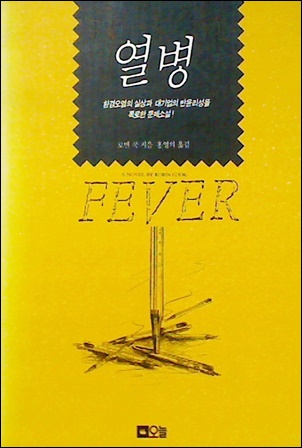 열병
환경오염의 실상과 대기업의 반윤리성을
폭로한 문제소설!
로빈 쿡 지음 홍영의 옮김
A NOVEL BY ROBIN COOK
FEVER
오늘